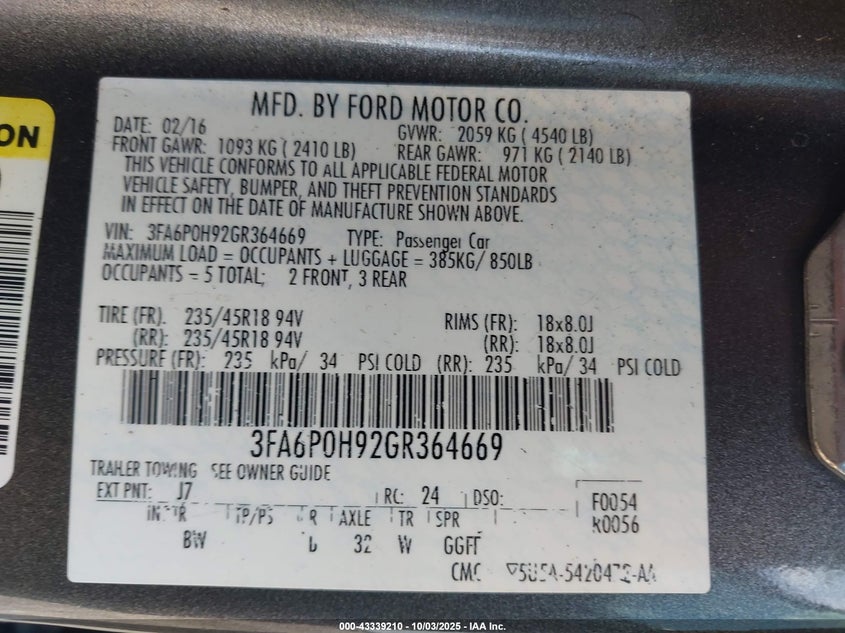 ON
MFD. BY FORD MOTOR CO.
DATE: 02/16 GVWR: 2059 KG ( 4540 LB)
FRONT GAWR: 1093 KG ( 2410 LB) REAR GAWR: 971 KG ( 2140 LB)
THIS VEHICLE CONFORMS TO ALL APPLICABLE FEDERAL MOTOR
VEHICLE SAFETY, BUMPER, AND THEFT PREVENTION STANDARDS
IN EFFECT ON THE DATE OF MANUFACTURE SHOWN ABOVE.
VIN: 3FA6P0H92GR364669 TYPE: Passenger Car
MAXIMUM LOAD = OCCUPANTS + LUGGAGE = 385KG/ 850LB
OCCUPANTS = 5 TOTAL; 2 FRONT, 3 REAR
TIRE (FR). 235/45R18 94V RIMS (FR): 18x8.0J
(RR): 235/45R18 94V (RR): 18x8.0J
PRESSURE (FR): 235 kPa/ 34 PSI COLD (RR): 235 kPa/ 34 PSI COLD
3FA6P0H92GR364669
TRAILER TOWING SEE OWNER GUIDE
EXT PNT: J7 RC: 24 DSO: F0054
TP/PS R AXLE TR SPR R0056
BW 32 W GGFF
CMC
000-43339210 - 10/03/2025 - IAA Inc.